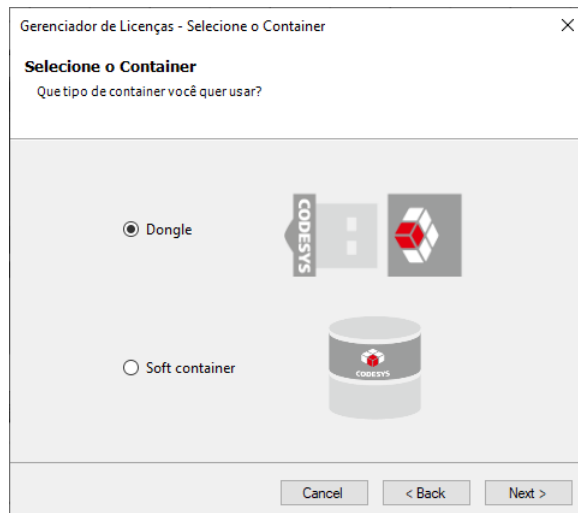 Gerenciador de Licenças - Selecione o Container
Selecione o Container
Que tipo de container você quer usar?
Dongle
CODESYS
Soft container
CODESYS
Cancel
< Back
Next >